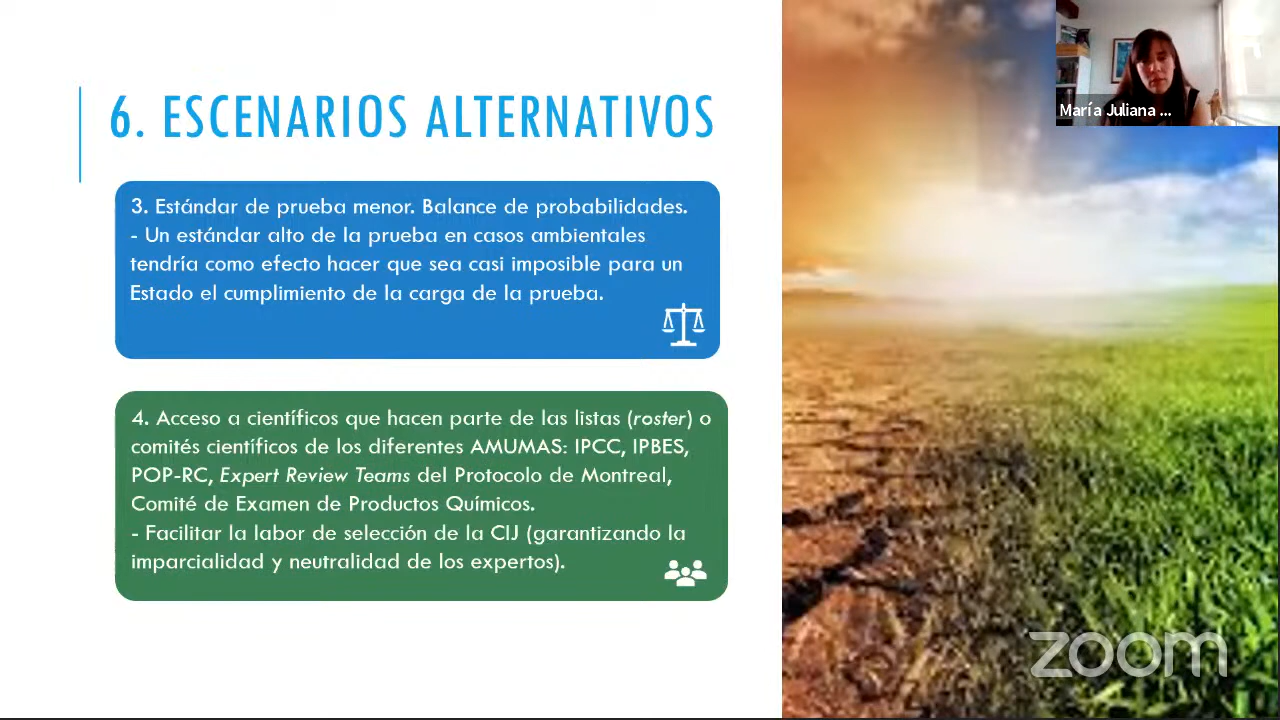 6. ESCENARIOS ALTERNATIVOS
María Juliana ...
3. Estándar de prueba menor. Balance de probabilidades.
- Un estándar alto de la prueba en casos ambientales
tendría como efecto hacer que sea casi imposible para un
Estado el cumplimiento de la carga de la prueba.
4. Acceso a científicos que hacen parte de las listas (roster) o
comités científicos de los diferentes AMUMAS: IPCC, IPBES,
POP-RC, Expert Review Teams del Protocolo de Montreal,
Comité de Examen de Productos Químicos.
- Facilitar la labor de selección de la CIJ (garantizando la
imparcialidad y neutralidad de los expertos).
zoom